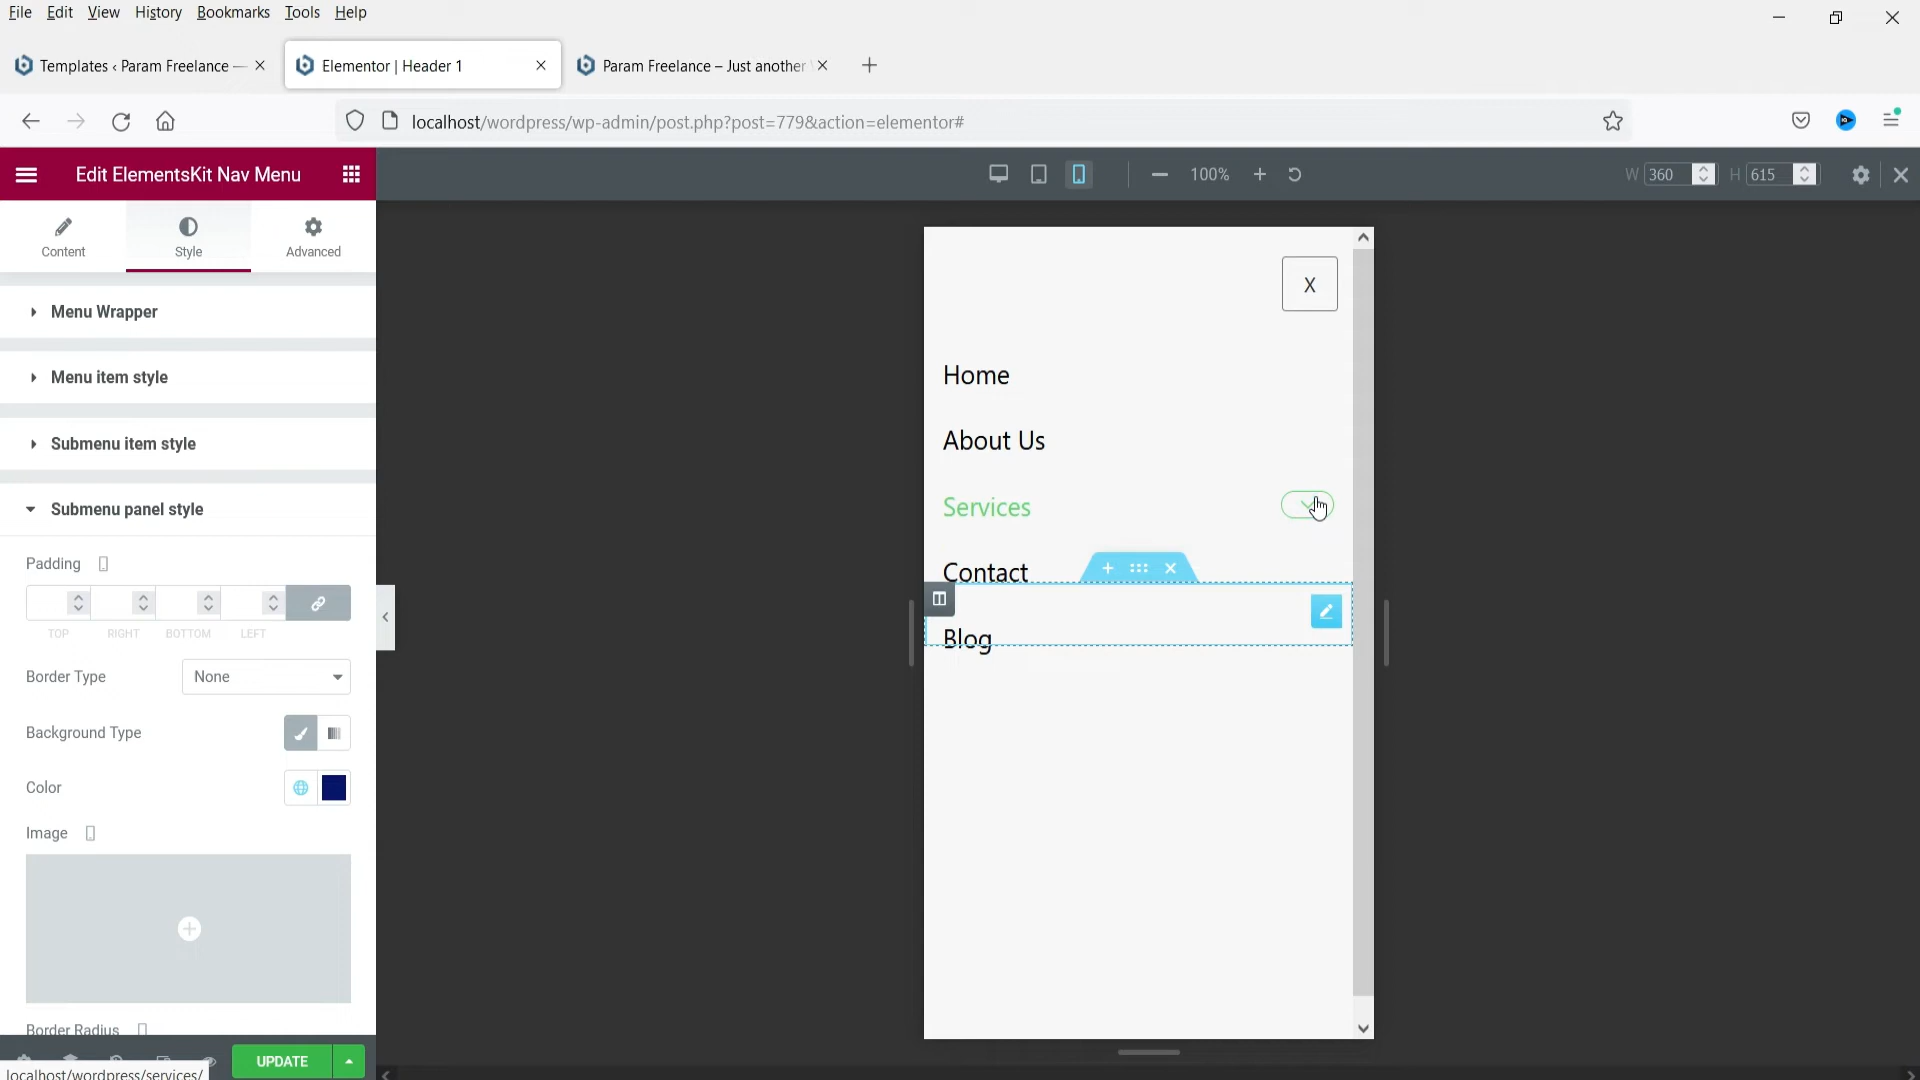 File Edit View History Bookmarks Tools Help
Templates ‹ Param Freelance —
Elementor | Header 1
Param Freelance – Just another
localhost/wordpress/wp-admin/post.php?post=779&action=elementor#
Edit ElementsKit Nav Menu
100%
W 360
H 615
Content
Style
Advanced
Menu Wrapper
Menu item style
Submenu item style
Submenu panel style
Padding
TOP RIGHT BOTTOM LEFT
Border Type
None
Background Type
Color
Image
Border Radius
UPDATE
localhost/wordpress/services/
X
Home
About Us
Services
Contact
Blog